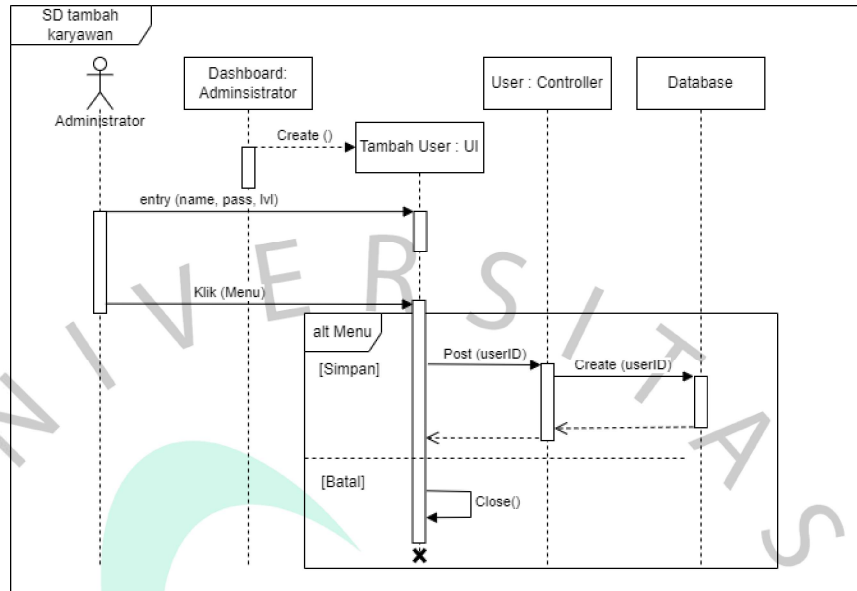 SD tambah
karyawan
Administrator
Dashboard:
Adminsistrator
User : Controller
Database
Create ()
Tambah User : UI
entry (name, pass, lvl)
Klik (Menu)
alt Menu
[Simpan]
Post (userID)
Create (userID)
[Batal]
Close()
NIVERSITAS